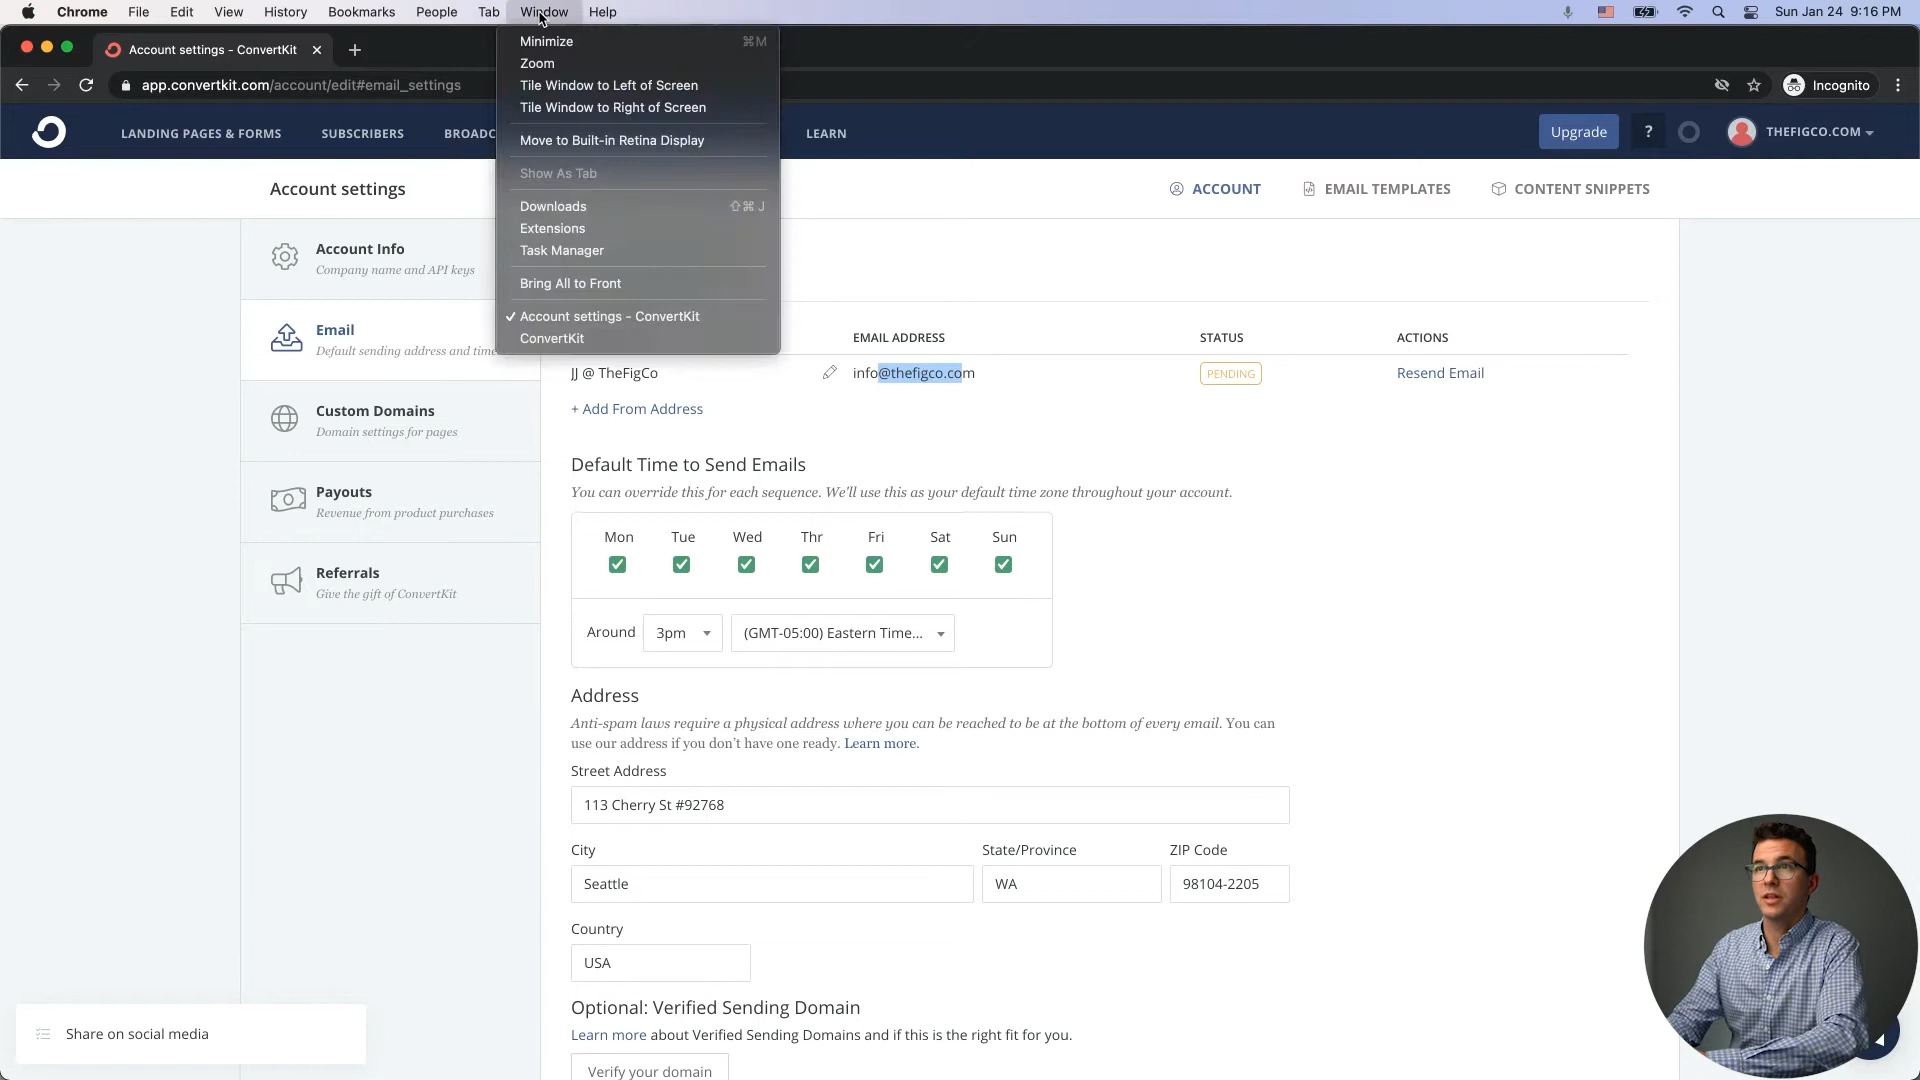 Chrome File Edit View History Bookmarks People Tab Window Help Sun Jan 24 9:16 PM
Account settings - ConvertKit
app.convertkit.com/account/edit#email_settings Incognito
LANDING PAGES & FORMS SUBSCRIBERS BROADC LEARN Upgrade ? THEFIGCO.COM
Minimize ⌘M
Zoom
Tile Window to Left of Screen
Tile Window to Right of Screen
Move to Built-in Retina Display
Show As Tab
Downloads ⇧⌘J
Extensions
Task Manager
Bring All to Front
✓ Account settings - ConvertKit
ConvertKit
Account settings ACCOUNT EMAIL TEMPLATES CONTENT SNIPPETS
Account Info
Company name and API keys
Email
Default sending address and time
Custom Domains
Domain settings for pages
Payouts
Revenue from product purchases
Referrals
Give the gift of ConvertKit
EMAIL ADDRESS STATUS ACTIONS
JJ @ TheFigCo info@thefigco.com PENDING Resend Email
+ Add From Address
Default Time to Send Emails
You can override this for each sequence. We'll use this as your default time zone throughout your account.
Mon Tue Wed Thr Fri Sat Sun
Around 3pm (GMT-05:00) Eastern Time...
Address
Anti-spam laws require a physical address where you can be reached to be at the bottom of every email. You can
use our address if you don't have one ready. Learn more.
Street Address
113 Cherry St #92768
City State/Province ZIP Code
Seattle WA 98104-2205
Country
USA
Optional: Verified Sending Domain
Learn more about Verified Sending Domains and if this is the right fit for you.
Verify your domain
Share on social media